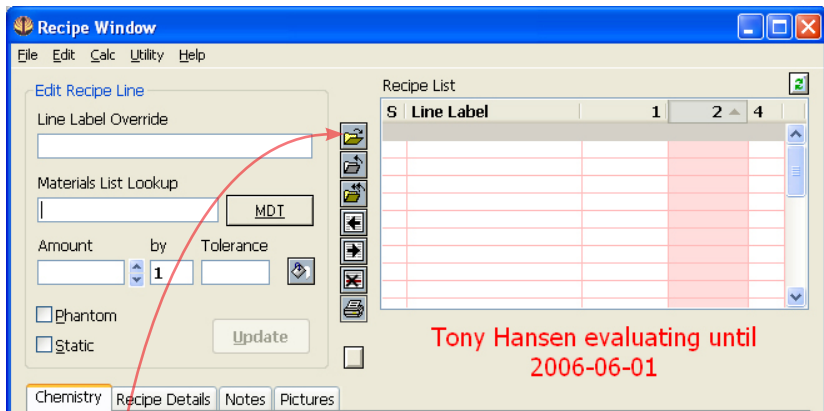 Recipe Window
File Edit Calc Utility Help
Edit Recipe Line
Line Label Override
Materials List Lookup
MDT
Amount by Tolerance
1
Phantom
Static
Update
Recipe List
S Line Label 1 2 4
Tony Hansen evaluating until
2006-06-01
Chemistry Recipe Details Notes Pictures